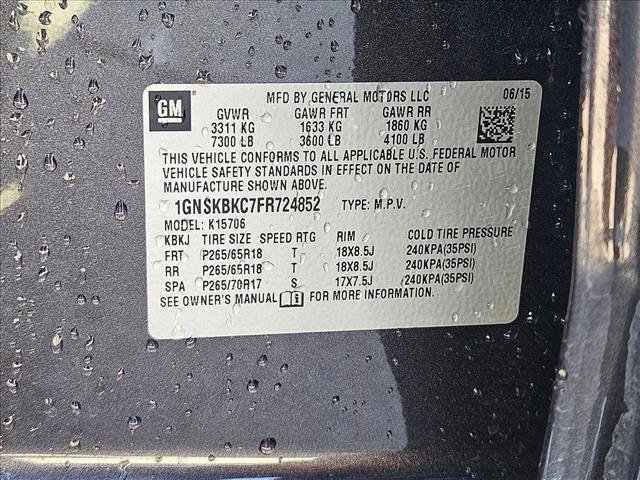 GM
MFD BY GENERAL MOTORS LLC 06/15
GVWR GAWR FRT GAWR RR
3311 KG 1633 KG 1860 KG
7300 LB 3600 LB 4100 LB
THIS VEHICLE CONFORMS TO ALL APPLICABLE U.S. FEDERAL MOTOR
VEHICLE SAFETY STANDARDS IN EFFECT ON THE DATE OF
MANUFACTURE SHOWN ABOVE.
1GNSKBKC7FR724852 TYPE: M.P.V.
MODEL: K15706
KBKJ TIRE SIZE SPEED RTG RIM COLD TIRE PRESSURE
FRT P265/65R18 T 18X8.5J 240KPA(35PSI)
RR P265/65R18 T 18X8.5J 240KPA(35PSI)
SPA P265/70R17 S 17X7.5J 240KPA(35PSI)
SEE OWNER'S MANUAL FOR MORE INFORMATION.